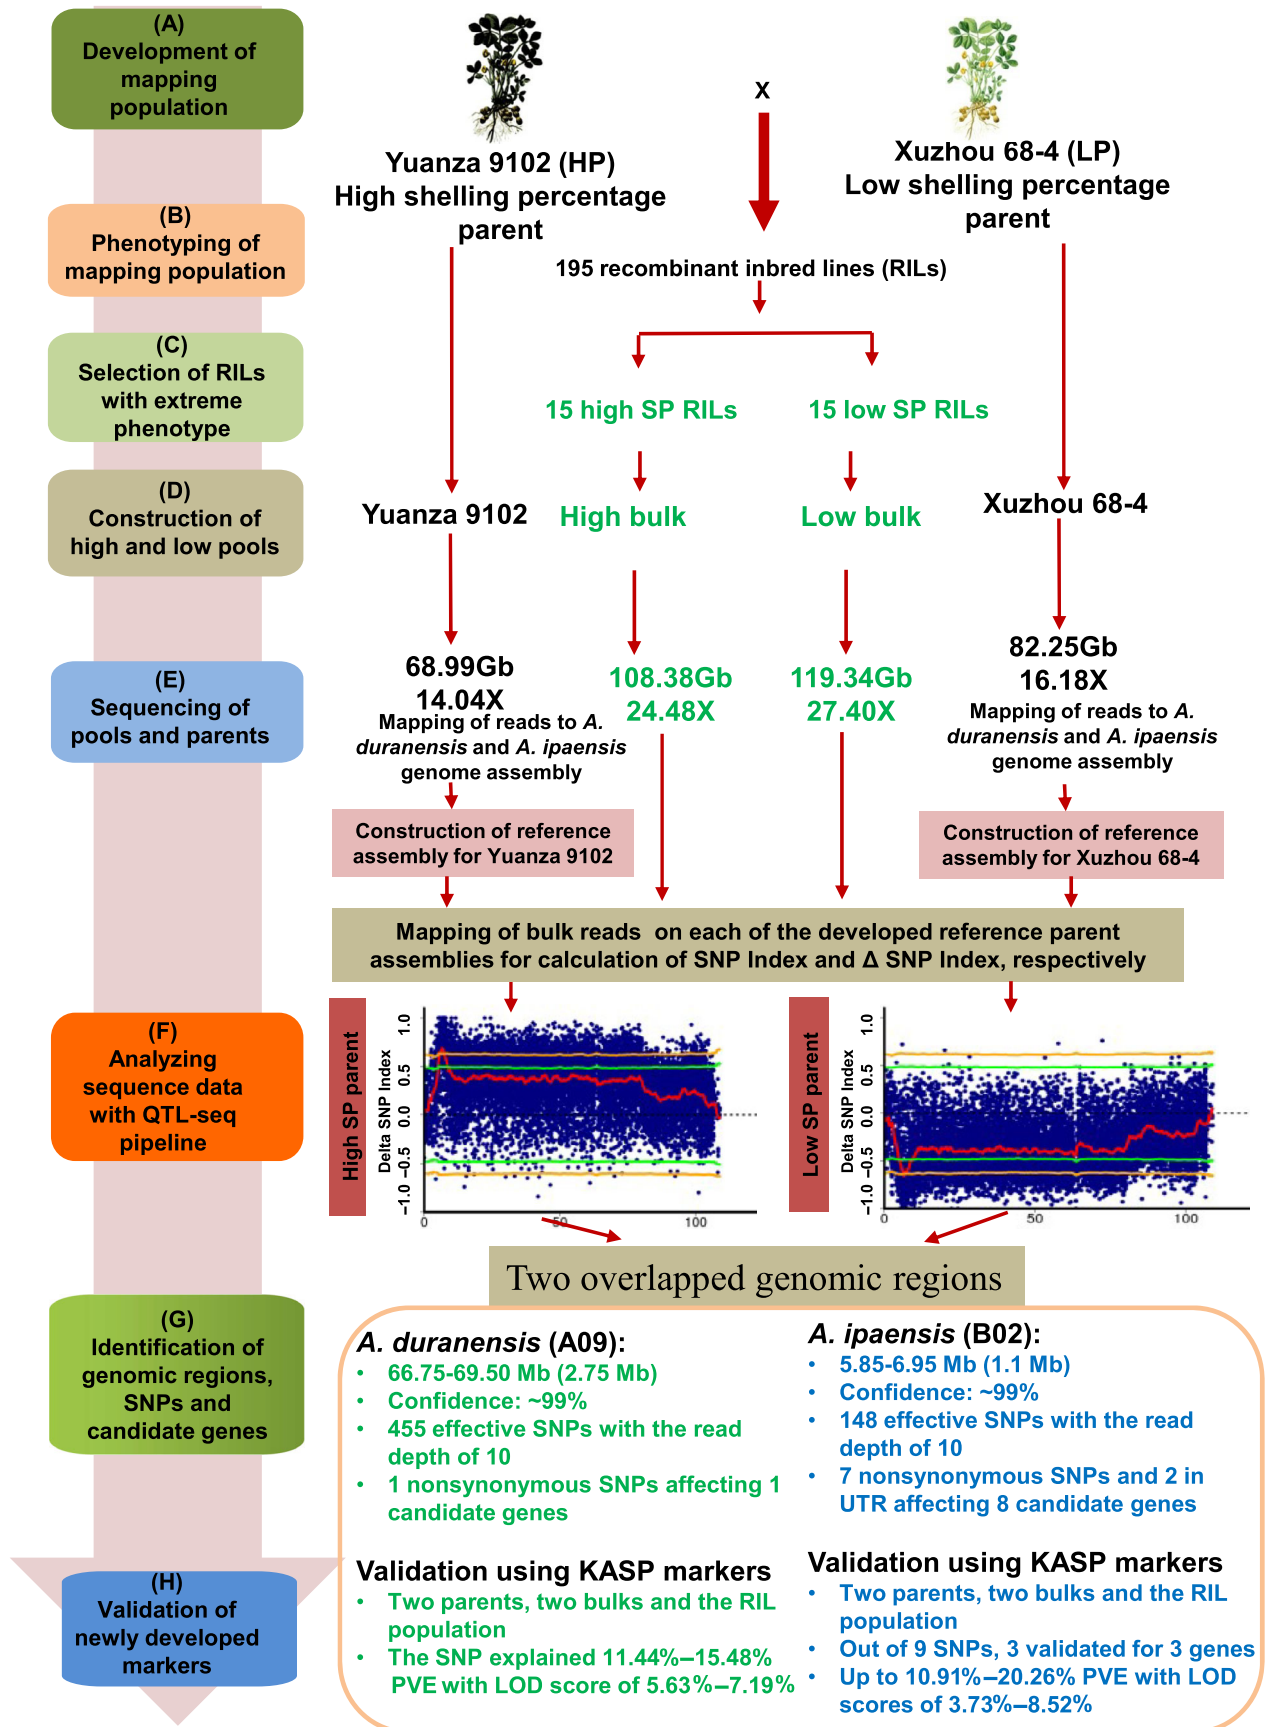 (A)
Development of
mapping
population
(B)
Phenotyping of
mapping population
(C)
Selection of RILs
with extreme
phenotype
(D)
Construction of
high and low pools
(E)
Sequencing of
pools and parents
(F)
Analyzing
sequence data
with QTL-seq
pipeline
(G)
Identification of
genomic regions,
SNPs and
candidate genes
(H)
Validation of
newly developed
markers
Yuanza 9102 (HP)
High shelling percentage
parent
X
Xuzhou 68-4 (LP)
Low shelling percentage
parent
195 recombinant inbred lines (RILs)
15 high SP RILs
15 low SP RILs
Yuanza 9102
High bulk
Low bulk
Xuzhou 68-4
68.99Gb
14.04X
Mapping of reads to A.
duranensis and A. ipaensis
genome assembly
108.38Gb
24.48X
119.34Gb
27.40X
82.25Gb
16.18X
Mapping of reads to A.
duranensis and A. ipaensis
genome assembly
Construction of reference
assembly for Yuanza 9102
Construction of reference
assembly for Xuzhou 68-4
Mapping of bulk reads on each of the developed reference parent
assemblies for calculation of SNP Index and Δ SNP Index, respectively
High SP parent
Delta SNP Index
1.0
0.5
0.0
−0.5
−1.0
0
50
100
Low SP parent
Delta SNP Index
1.0
0.5
0.0
−0.5
−1.0
0
50
100
Two overlapped genomic regions
A. duranensis (A09):
• 66.75-69.50 Mb (2.75 Mb)
• Confidence: ~99%
• 455 effective SNPs with the read
depth of 10
• 1 nonsynonymous SNPs affecting 1
candidate genes
Validation using KASP markers
• Two parents, two bulks and the RIL
population
• The SNP explained 11.44%–15.48%
PVE with LOD score of 5.63%–7.19%
A. ipaensis (B02):
• 5.85-6.95 Mb (1.1 Mb)
• Confidence: ~99%
• 148 effective SNPs with the read
depth of 10
• 7 nonsynonymous SNPs and 2 in
UTR affecting 8 candidate genes
Validation using KASP markers
• Two parents, two bulks and the RIL
population
• Out of 9 SNPs, 3 validated for 3 genes
• Up to 10.91%–20.26% PVE with LOD
scores of 3.73%–8.52%